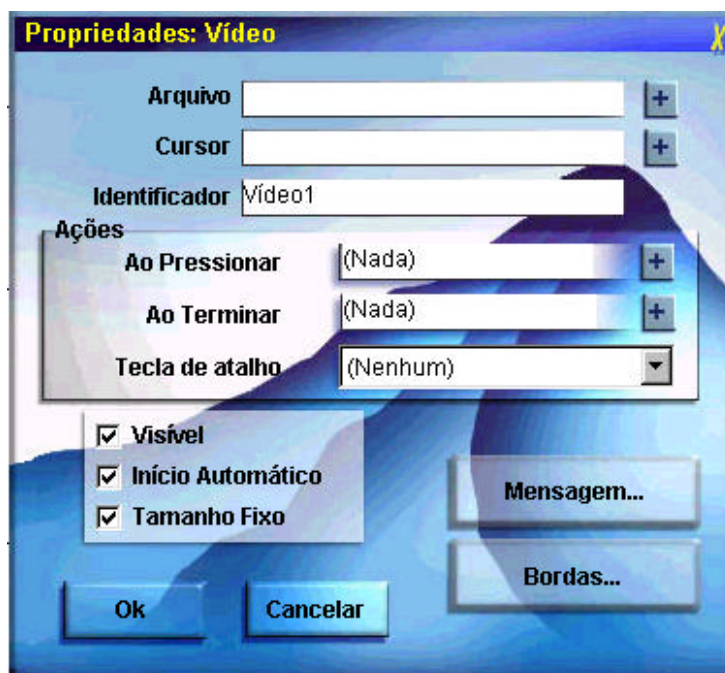 Propriedades: Vídeo X
Arquivo +
Cursor +
Identificador Vídeo1
Ações
Ao Pressionar (Nada) +
Ao Terminar (Nada) +
Tecla de atalho (Nenhum)
Visível
Início Automático
Tamanho Fixo
Mensagem...
Bordas...
Ok Cancelar